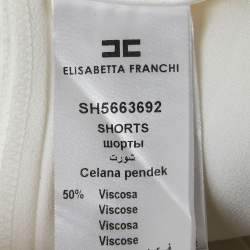 ELISABETTA FRANCHI
SH5663692
SHORTS
шорты
شورت
Celana pendek
50% Viscosa
Viscose
Viscosa
Viscose